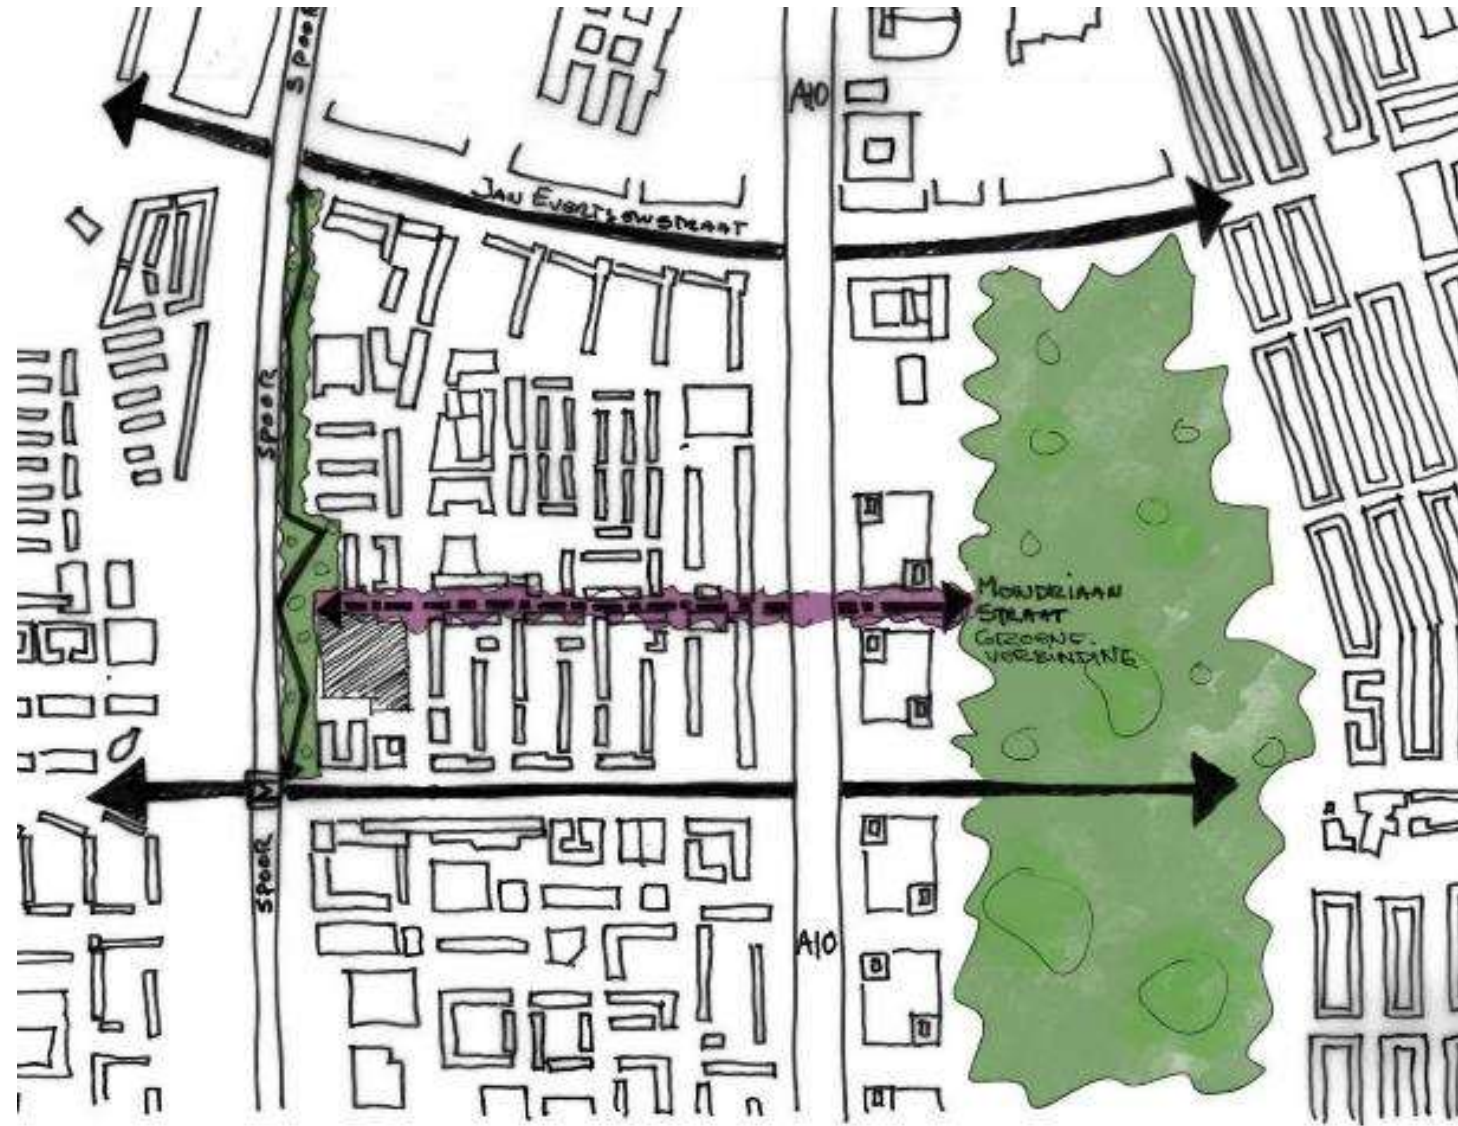 SPOOR
A10
JAN EVERTSENSTRAAT
SPOOR
MONDRIAAN
STRAAT
GROENE
VERBINDING
M
SPOOR
A10